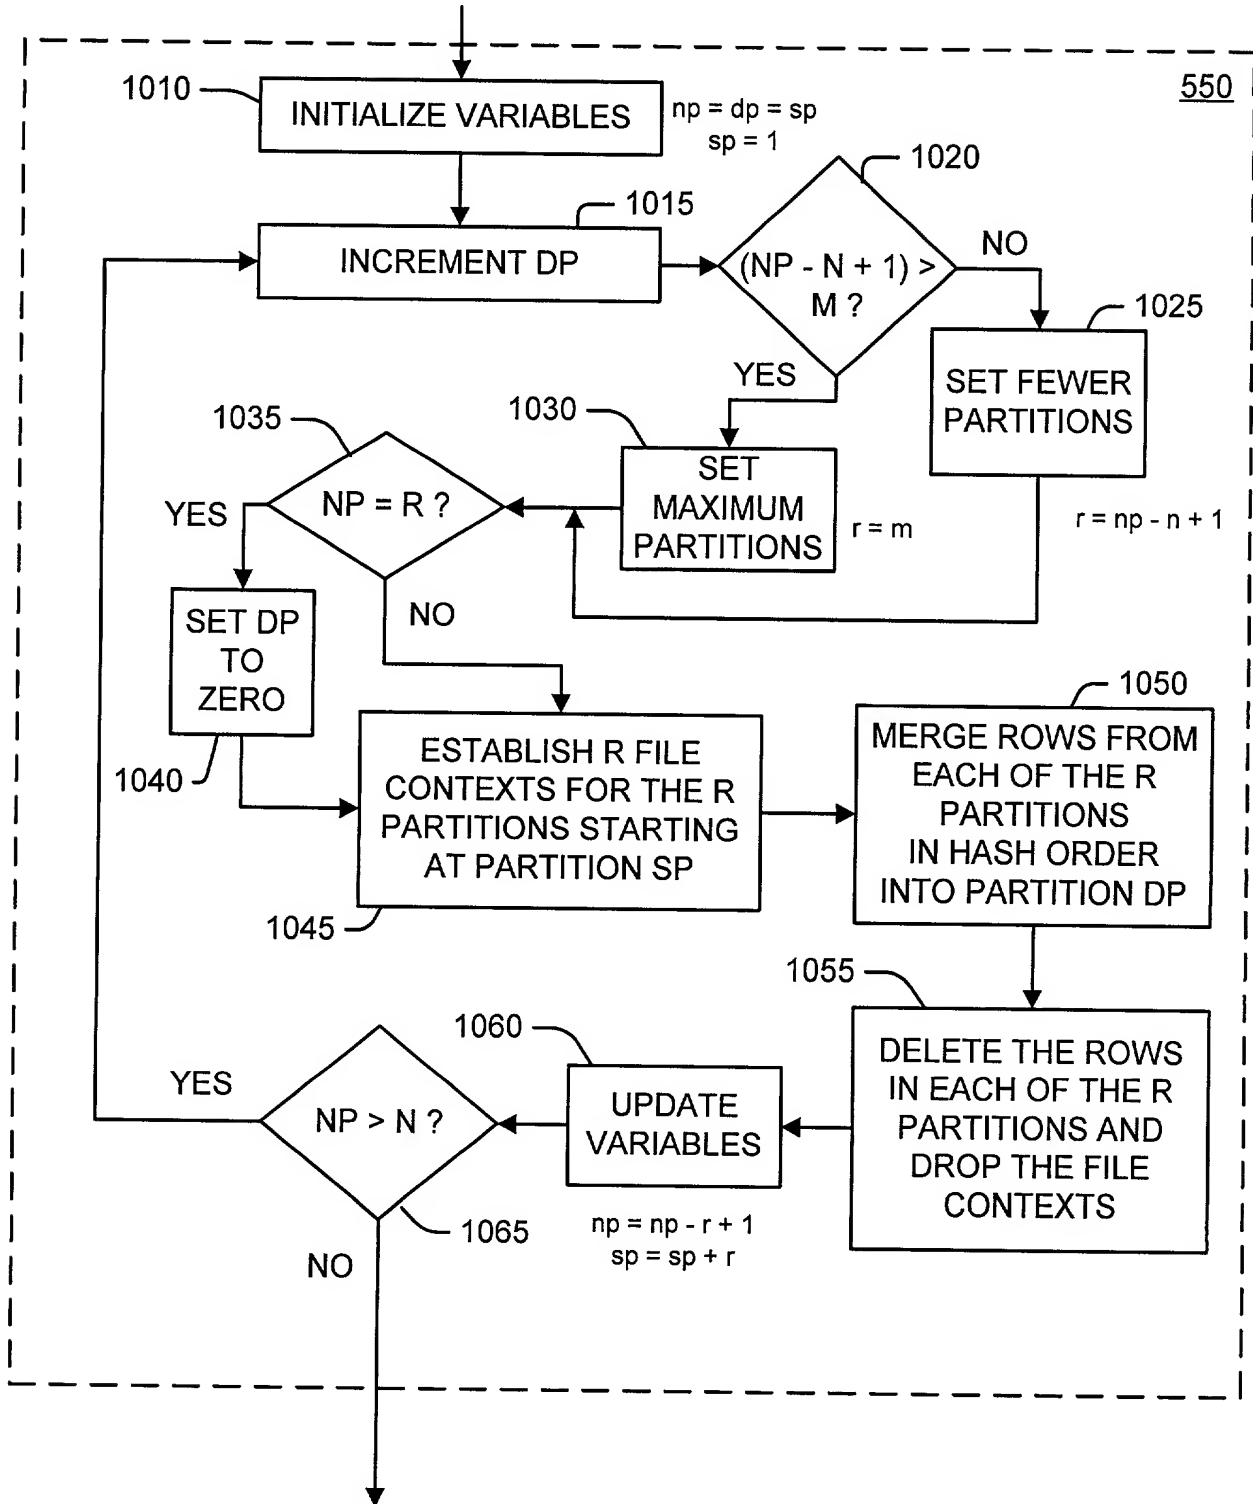 550
1010
INITIALIZE VARIABLES
np = dp = sp
sp = 1
1020
1015
INCREMENT DP
(NP - N + 1) >
M ?
NO
1025
SET FEWER
PARTITIONS
YES
1030
SET
MAXIMUM
PARTITIONS
r = m
r = np - n + 1
1035
NP = R ?
YES
NO
SET DP
TO
ZERO
1040
ESTABLISH R FILE
CONTEXTS FOR THE R
PARTITIONS STARTING
AT PARTITION SP
1045
1050
MERGE ROWS FROM
EACH OF THE R
PARTITIONS
IN HASH ORDER
INTO PARTITION DP
1055
DELETE THE ROWS
IN EACH OF THE R
PARTITIONS AND
DROP THE FILE
CONTEXTS
1060
UPDATE
VARIABLES
np = np - r + 1
sp = sp + r
YES
NP > N ?
1065
NO